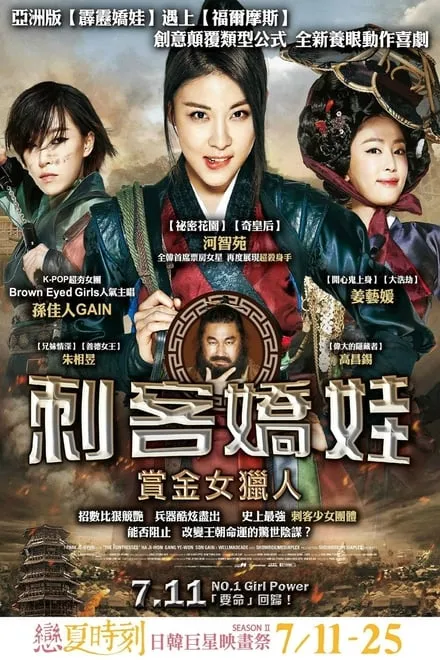 亞洲版【霹靂嬌娃】遇上【福爾摩斯】
創意顛覆類型公式 全新養眼動作喜劇
【祕密花園】【奇皇后】
河智苑
全韓首席票房女星 再度展現超殺身手
K-POP超夯女團
Brown Eyed Girls人氣主唱
孫佳人GAIN
【開心鬼上身】【大浩劫】
姜藝媛
【兄妹情深】【善德女王】
朱相昱
【偉大的隱藏者】
高昌錫
刺客嬌娃
賞金女獵人
招數比狠競艷 兵器酷炫盡出 史上最強 刺客少女團體
能否阻止 改變王朝命運的驚世陰謀？
7.11
NO.1 Girl Power
「要命」回歸！
戀夏時刻
SEASON II
日韓巨星映畫祭
7/11-25